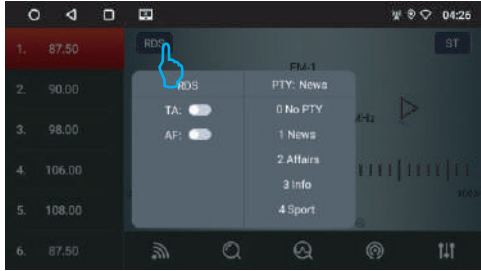 04:26
1. 87.50
RDS
ST
FM-1
2. 90.00
RDS
PTY: News
TA:
0 No PTY
MHz
3. 98.00
AF:
1 News
2 Affairs
4. 106.00
3 Info
5. 108.00
4 Sport
6. 87.50